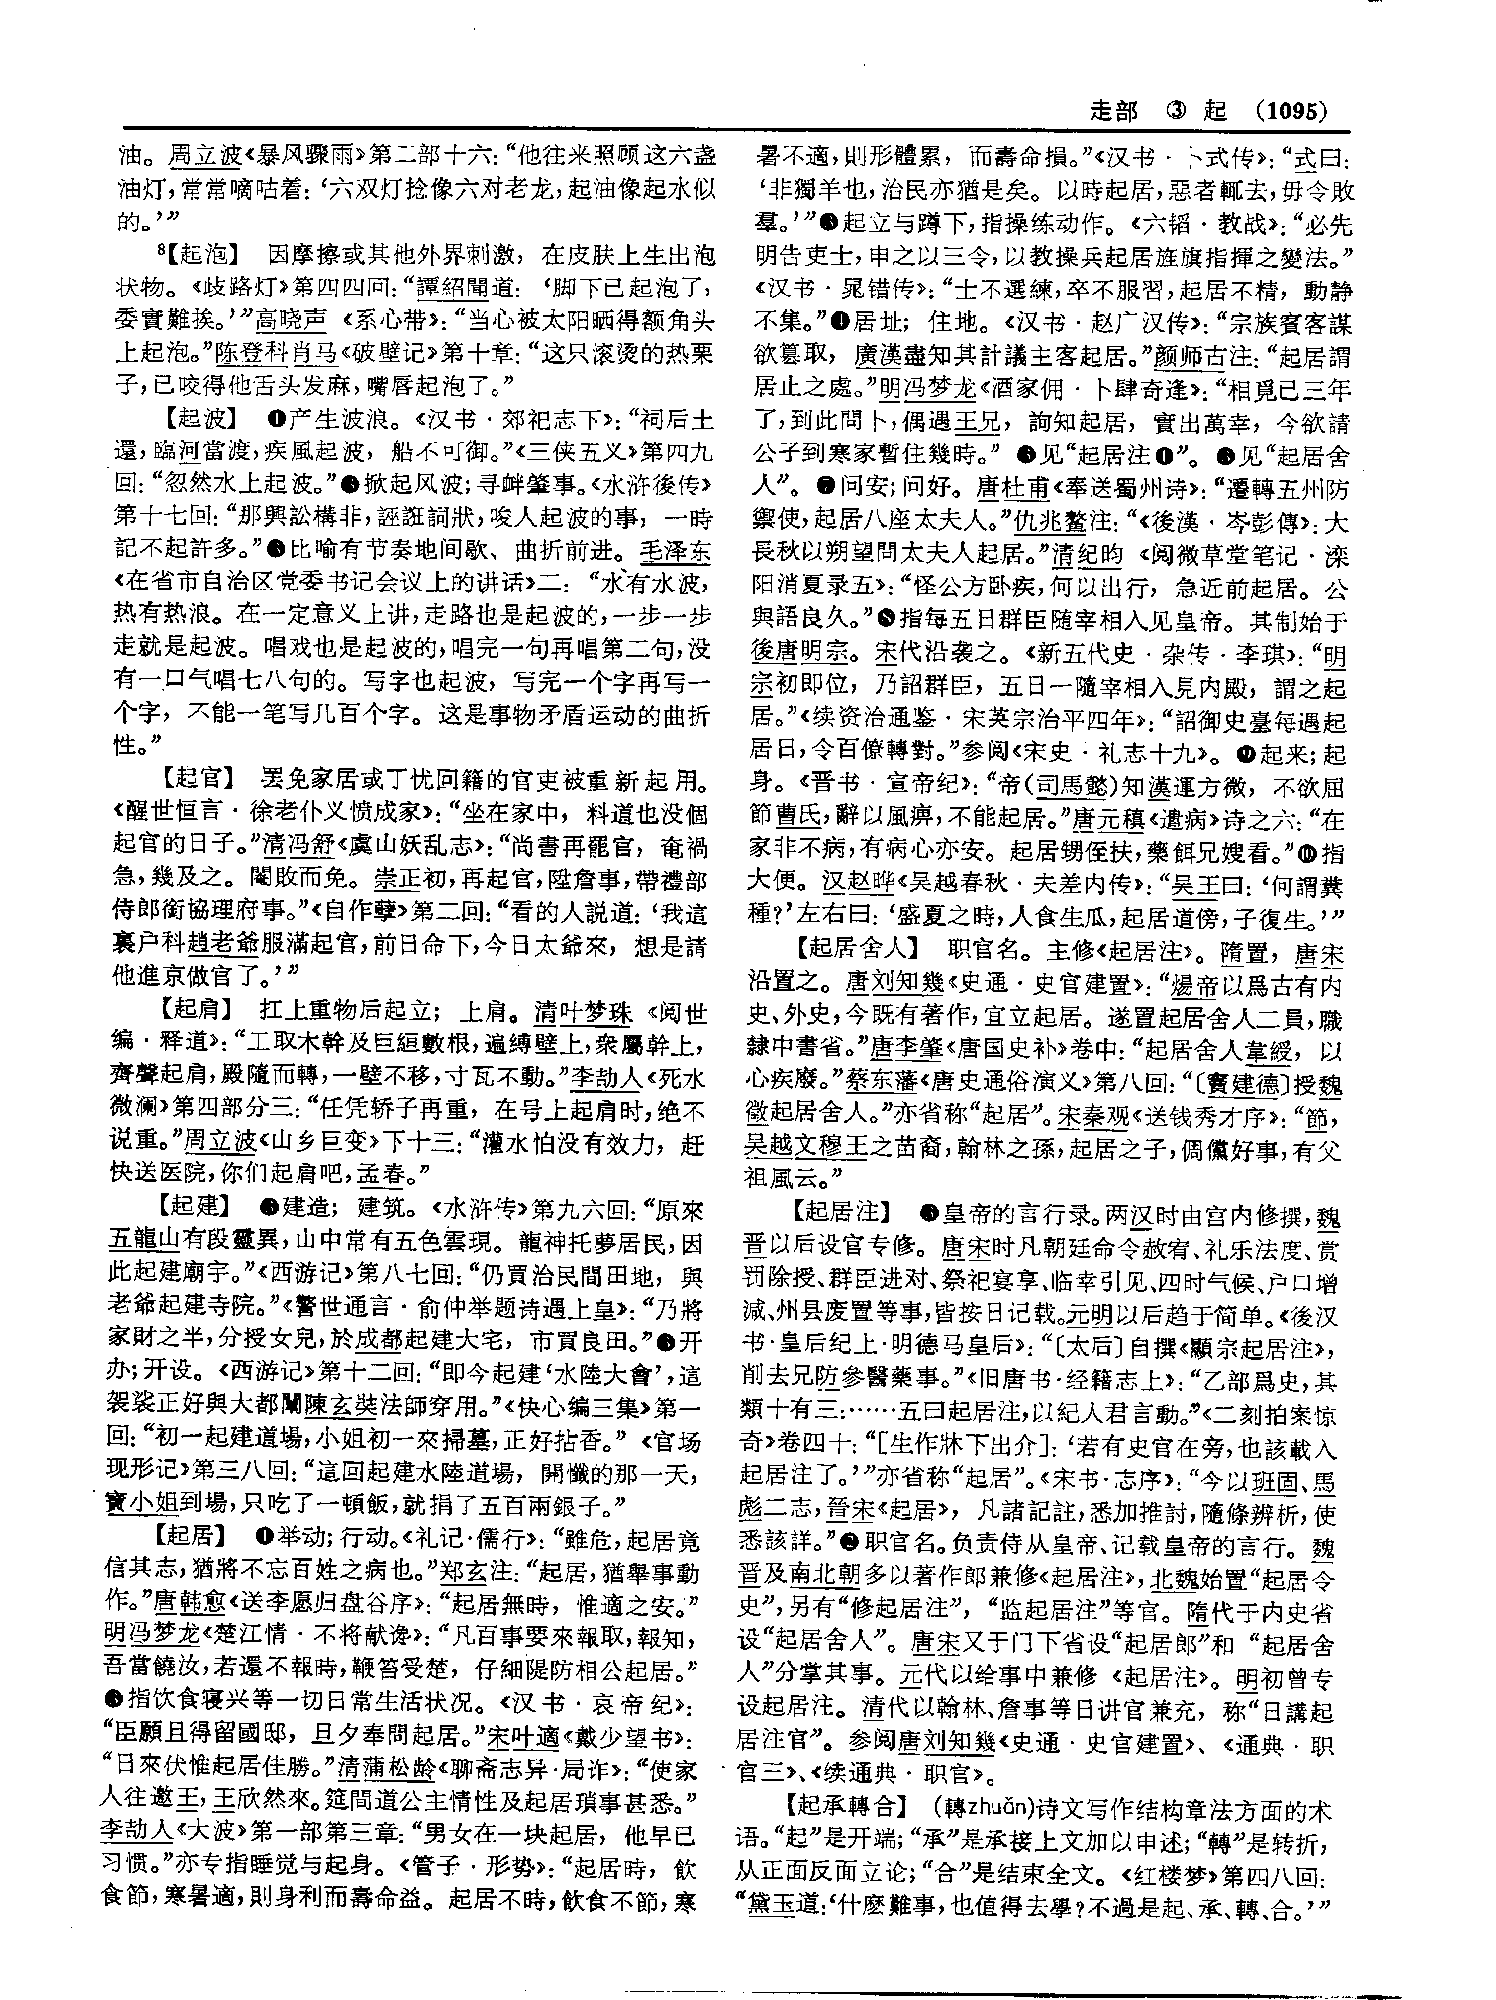 走部 ③ 起 (1095)
油。周立波《暴风骤雨》第二部十六：“他往来照顾这六盏
油灯，常常嘀咕着：‘六双灯捻像六对老龙，起油像起水似
的。’”
⁸【起泡】 因摩擦或其他外界刺激，在皮肤上生出泡
状物。《歧路灯》第四四回：“譚紹聞道：‘脚下已起泡了，
委實難挨。’”高晓声《系心带》：“当心被太阳晒得额角头
上起泡。”陈登科肖马《破壁记》第十章：“这只滚烫的热栗
子，已咬得他舌头发麻，嘴唇起泡了。”
【起波】 ❶产生波浪。《汉书·郊祀志下》：“祠后土
還，臨河當渡，疾風起波，船不可御。”《三侠五义》第四九
回：“忽然水上起波。”❷掀起风波；寻衅肇事。《水浒後传》
第十七回：“那興訟構非，誣誑詞狀，唆人起波的事，一時
記不起許多。”❸比喻有节奏地间歇、曲折前进。毛泽东
《在省市自治区党委书记会议上的讲话》二：“水有水波，
热有热浪。在一定意义上讲，走路也是起波的，一步一步
走就是起波。唱戏也是起波的，唱完一句再唱第二句，没
有一口气唱七八句的。写字也起波，写完一个字再写一
个字，不能一笔写几百个字。这是事物矛盾运动的曲折
性。”
【起官】 罢免家居或丁忧回籍的官吏被重新起用。
《醒世恒言·徐老仆义愤成家》：“坐在家中，料道也没個
起官的日子。”清冯舒《虞山妖乱志》：“尚書再罷官，奄禍
急，幾及之。閹敗而免。崇正初，再起官，陞詹事，帶禮部
侍郎銜協理府事。”《自作孽》第二回：“看的人説道：‘我這
裏户科趙老爺服滿起官，前日命下，今日太爺來，想是請
他進京做官了。’”
【起肩】 扛上重物后起立；上肩。清叶梦珠《阅世
编·释道》：“工取木幹及巨絙數根，遍縛壁上，衆屬幹上，
齊聲起肩，殿隨而轉，一壁不移，寸瓦不動。”李劼人《死水
微澜》第四部分三：“任凭轿子再重，在号上起肩时，绝不
说重。”周立波《山乡巨变》下十三：“灌水怕没有效力，赶
快送医院，你们起肩吧，孟春。”
【起建】 ❶建造；建筑。《水浒传》第九六回：“原來
五龍山有段靈異，山中常有五色雲現。龍神托夢居民，因
此起建廟宇。”《西游记》第八七回：“仍買治民間田地，與
老爺起建寺院。”《警世通言·俞仲举题诗遇上皇》：“乃將
家財之半，分授女兒，於成都起建大宅，市買良田。”❷开
办；开设。《西游记》第十二回：“即今起建‘水陸大會’，這
袈裟正好與大都闡陳玄奘法師穿用。”《快心编三集》第一
回：“初一起建道場，小姐初一來掃墓，正好拈香。”《官场
现形记》第三八回：“這回起建水陸道場，開懺的那一天，
寶小姐到場，只吃了一頓飯，就捐了五百兩銀子。”
【起居】 ❶举动；行动。《礼记·儒行》：“雖危，起居竟
信其志，猶將不忘百姓之病也。”郑玄注：“起居，猶舉事動
作。”唐韩愈《送李愿归盘谷序》：“起居無時，惟適之安。”
明冯梦龙《楚江情·不将献谗》：“凡百事要來報取，報知，
吾當饒汝，若還不報時，鞭笞受楚，仔細隄防相公起居。”
❷指饮食寝兴等一切日常生活状况。《汉书·哀帝纪》：
“臣願且得留國邸，旦夕奉問起居。”宋叶適《戴少望书》：
“日來伏惟起居佳勝。”清蒲松龄《聊斋志异·局诈》：“使家
人往邀王，王欣然來。筵間道公主情性及起居瑣事甚悉。”
李劼人《大波》第一部第三章：“男女在一块起居，他早已
习惯。”亦专指睡觉与起身。《管子·形势》：“起居時，飲
食節，寒暑適，則身利而壽命益。起居不時，飲食不節，寒
暑不適，則形體累，而壽命損。”《汉书·卜式传》：“式曰：
‘非獨羊也，治民亦猶是矣。以時起居，惡者輒去，毋令敗
羣。’”❸起立与蹲下，指操练动作。《六韬·教战》：“必先
明告吏士，申之以三令，以教操兵起居旌旗指揮之變法。”
《汉书·晁错传》：“士不選練，卒不服習，起居不精，動静
不集。”❹居址；住地。《汉书·赵广汉传》：“宗族賓客謀
欲篡取，廣漢盡知其計議主客起居。”颜师古注：“起居謂
居止之處。”明冯梦龙《酒家佣·卜肆奇逢》：“相覓已三年
了，到此問卜，偶遇王兄，詢知起居，實出萬幸，今欲請
公子到寒家暫住幾時。”❺见“起居注❶”。❻见“起居舍
人”。❼问安；问好。唐杜甫《奉送蜀州诗》：“遷轉五州防
禦使，起居八座太夫人。”仇兆鳌注：“《後漢·岑彭傳》：大
長秋以朔望問太夫人起居。”清纪昀《阅微草堂笔记·滦
阳消夏录五》：“怪公方卧疾，何以出行，急近前起居。公
與語良久。”❽指每五日群臣随宰相入见皇帝。其制始于
後唐明宗。宋代沿袭之。《新五代史·杂传·李琪》：“明
宗初即位，乃詔群臣，五日一隨宰相入見内殿，謂之起
居。”《续资治通鉴·宋英宗治平四年》：“詔御史臺每遇起
居日，令百僚轉對。”参阅《宋史·礼志十九》。❾起来；起
身。《晋书·宣帝纪》：“帝（司馬懿）知漢運方微，不欲屈
節曹氏，辭以風痹，不能起居。”唐元稹《遣病》诗之六：“在
家非不病，有病心亦安。起居甥侄扶，藥餌兄嫂看。”❿指
大便。汉赵晔《吴越春秋·夫差内传》：“吴王曰：‘何謂糞
種？’左右曰：‘盛夏之時，人食生瓜，起居道傍，子復生。’”
【起居舍人】 职官名。主修《起居注》。隋置，唐宋
沿置之。唐刘知幾《史通·史官建置》：“煬帝以爲古有内
史、外史，今既有著作，宜立起居。遂置起居舍人二員，職
隸中書省。”唐李肇《唐国史补》卷中：“起居舍人韋綬，以
心疾廢。”蔡东藩《唐史通俗演义》第八回：“〔竇建德〕授魏
徵起居舍人。”亦省称“起居”。宋秦观《送钱秀才序》：“節，
吴越文穆王之苗裔，翰林之孫，起居之子，倜儻好事，有父
祖風云。”
【起居注】 ❶皇帝的言行录。两汉时由宫内修撰，魏
晋以后设官专修。唐宋时凡朝廷命令赦宥、礼乐法度、赏
罚除授、群臣进对、祭祀宴享、临幸引见、四时气候、户口增
减、州县废置等事，皆按日记载。元明以后趋于简单。《後汉
书·皇后纪上·明德马皇后》：“〔太后〕自撰《顯宗起居注》，
削去兄防參醫藥事。”《旧唐书·经籍志上》：“乙部爲史，其
類十有三：……五曰起居注，以紀人君言動。”《二刻拍案惊
奇》卷四十：“〔生作牀下出介〕：‘若有史官在旁，也該載入
起居注了。’”亦省称“起居”。《宋书·志序》：“今以班固、馬
彪二志，晉宋《起居》，凡諸記註，悉加推討，隨條辨析，使
悉該詳。”❷职官名。负责侍从皇帝、记载皇帝的言行。魏
晋及南北朝多以著作郎兼修《起居注》，北魏始置“起居令
史”，另有“修起居注”，“监起居注”等官。隋代于内史省
设“起居舍人”。唐宋又于门下省设“起居郎”和“起居舍
人”分掌其事。元代以给事中兼修《起居注》。明初曾专
设起居注。清代以翰林、詹事等日讲官兼充，称“日講起
居注官”。参阅唐刘知幾《史通·史官建置》、《通典·职
官三》、《续通典·职官》。
【起承轉合】 （轉zhuǎn）诗文写作结构章法方面的术
语。“起”是开端；“承”是承接上文加以申述；“轉”是转折，
从正面反面立论；“合”是结束全文。《红楼梦》第四八回：
“黛玉道：‘什麽難事，也值得去學？不過是起、承、轉、合。’”